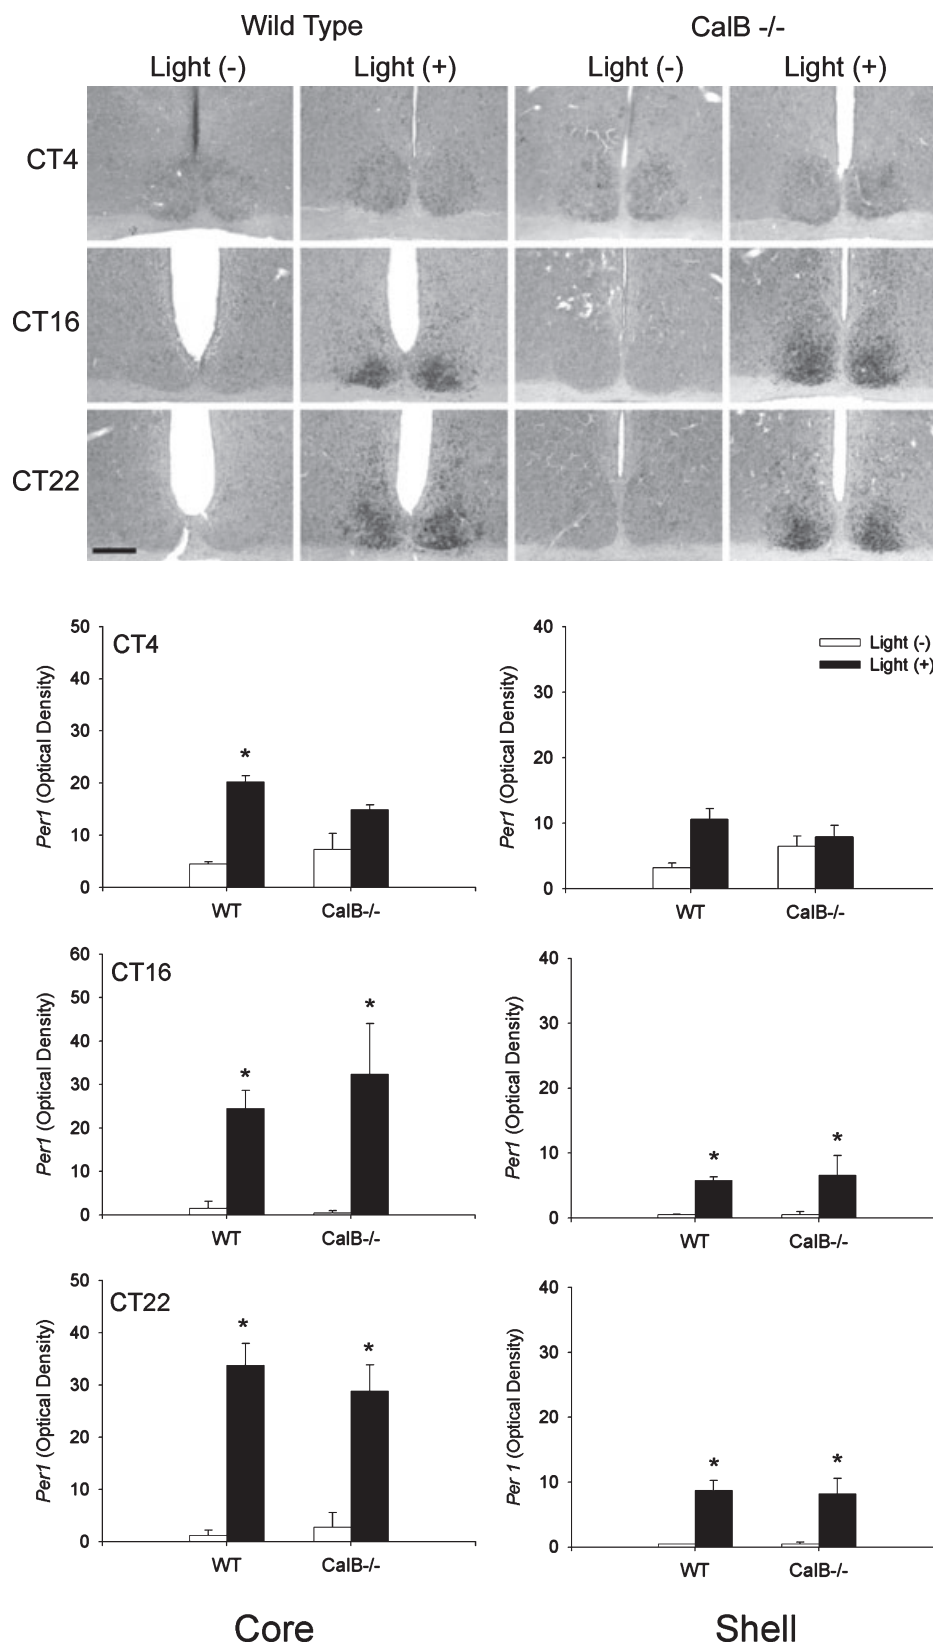 Wild Type CalB -/-
Light (-) Light (+) Light (-) Light (+)
CT4
CT16
CT22
50
40
30
20
10
0
Per1 (Optical Density)
CT4
*
WT CalB-/-
40
30
20
10
0
Per1 (Optical Density)
Light (-)
Light (+)
WT CalB-/-
60
50
40
30
20
10
0
Per1 (Optical Density)
CT16
* *
WT CalB-/-
40
30
20
10
0
Per1 (Optical Density)
* *
WT CalB-/-
50
40
30
20
10
0
Per1 (Optical Density)
CT22
* *
WT CalB-/-
40
30
20
10
0
Per 1 (Optical Density)
* *
WT CalB-/-
Core Shell